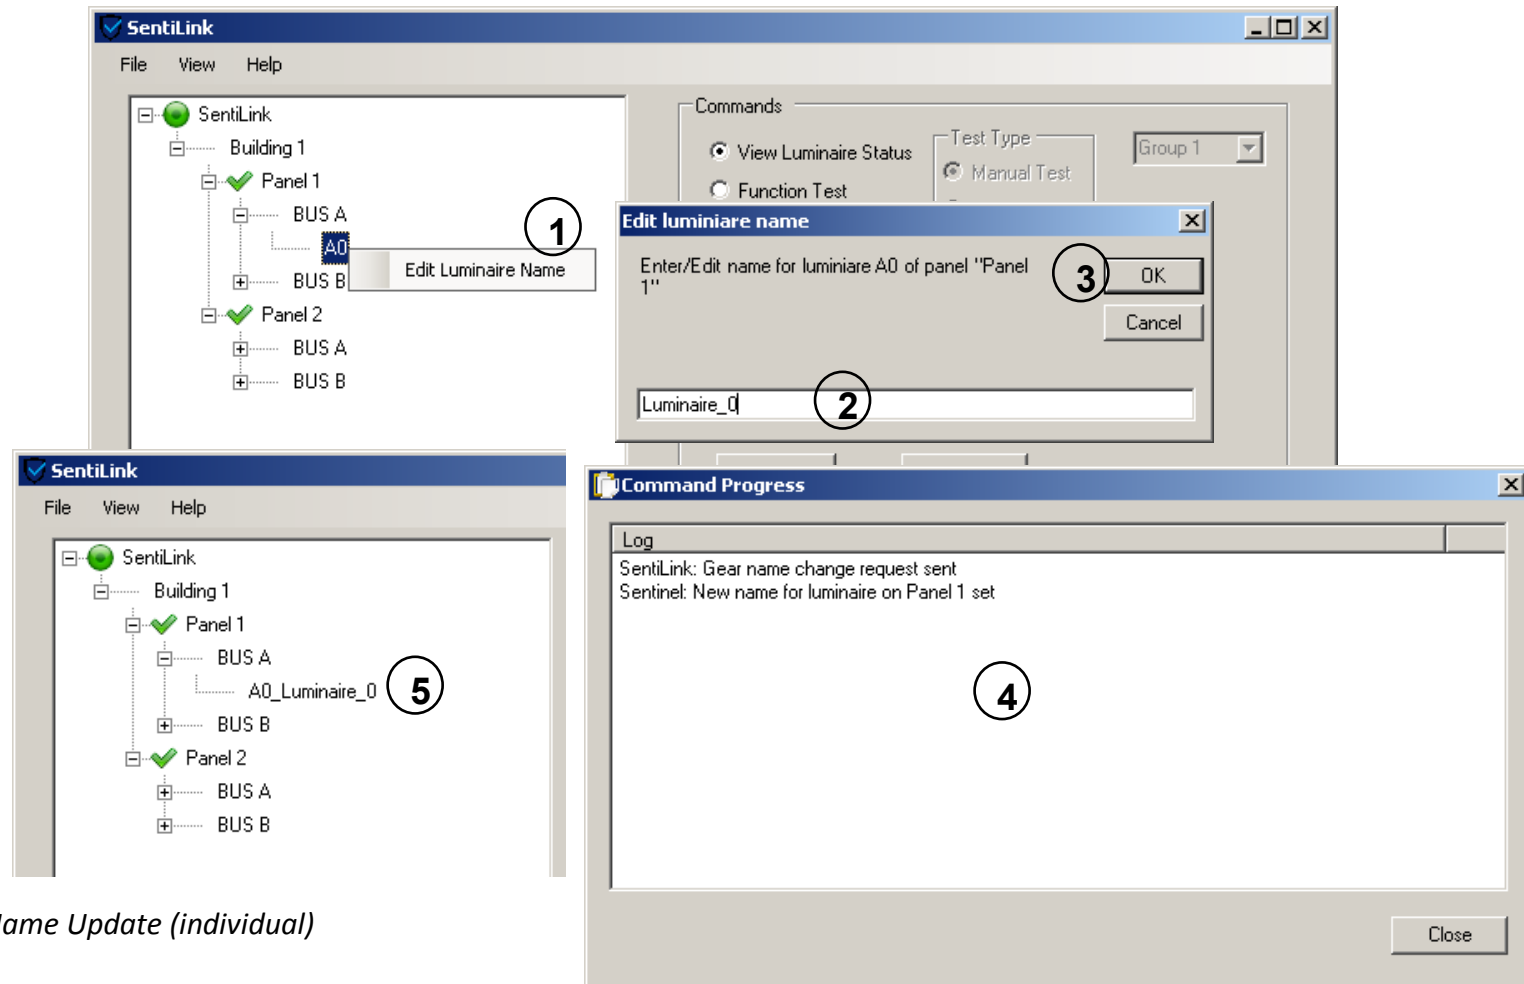 SentiLink
File View Help
SentiLink
Building 1
Panel 1
BUS A
A0
Edit Luminaire Name
1
BUS B
Panel 2
BUS A
BUS B
Commands
View Luminaire Status
Function Test
Test Type
Manual Test
Group 1
Edit luminiare name
Enter/Edit name for luminiare A0 of panel "Panel
1"
3
OK
Cancel
Luminaire_0
2
SentiLink
File View Help
SentiLink
Building 1
Panel 1
BUS A
A0_Luminaire_0
5
BUS B
Panel 2
BUS A
BUS B
Command Progress
Log
SentiLink: Gear name change request sent
Sentinel: New name for luminaire on Panel 1 set
4
Close
Update (individual)